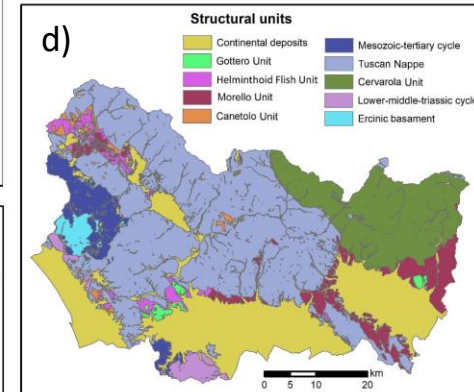 d)
Structural units
Continental deposits
Gottero Unit
Helminthoid Flish Unit
Morello Unit
Canetolo Unit
Mesozoic-tertiary cycle
Tuscan Nappe
Cervarola Unit
Lower-middle-triassic cycle
Ercinic basament
km
0 5 10 20